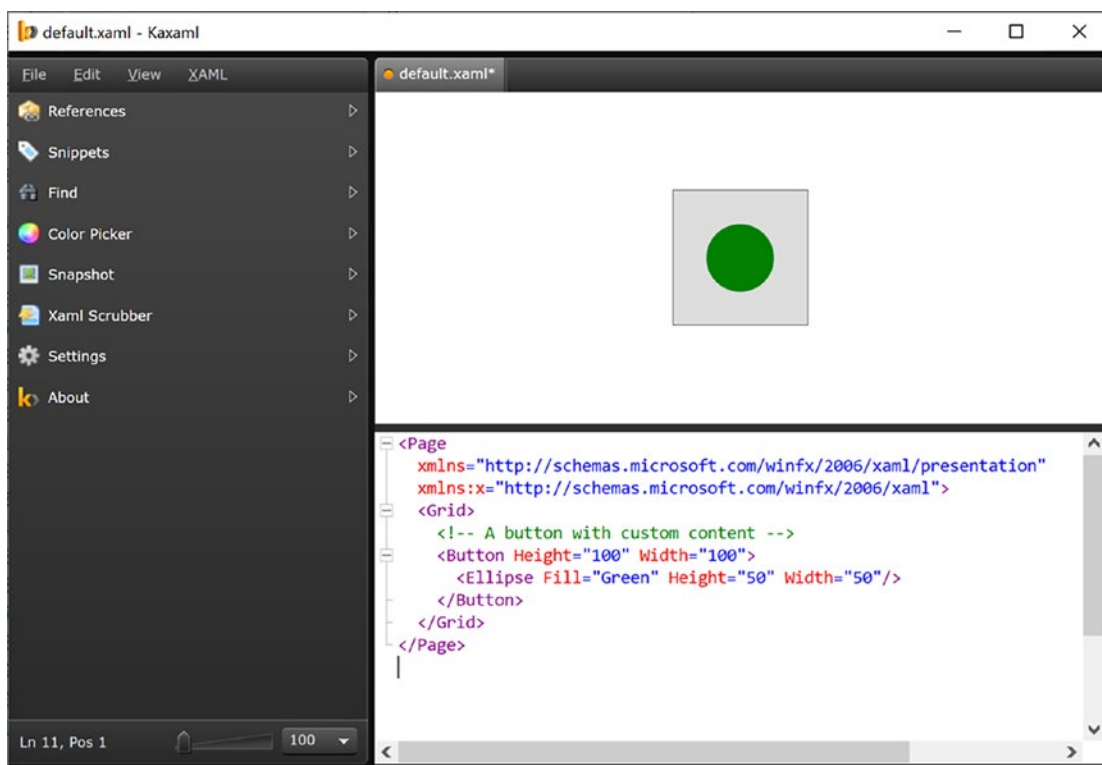 default.xaml - Kaxaml
File Edit View XAML
References
Snippets
Find
Color Picker
Snapshot
Xaml Scrubber
Settings
About
Ln 11, Pos 1 100
default.xaml*
<Page
xmlns="http://schemas.microsoft.com/winfx/2006/xaml/presentation"
xmlns:x="http://schemas.microsoft.com/winfx/2006/xaml">
<Grid>
<!-- A button with custom content -->
<Button Height="100" Width="100">
<Ellipse Fill="Green" Height="50" Width="50"/>
</Button>
</Grid>
</Page>